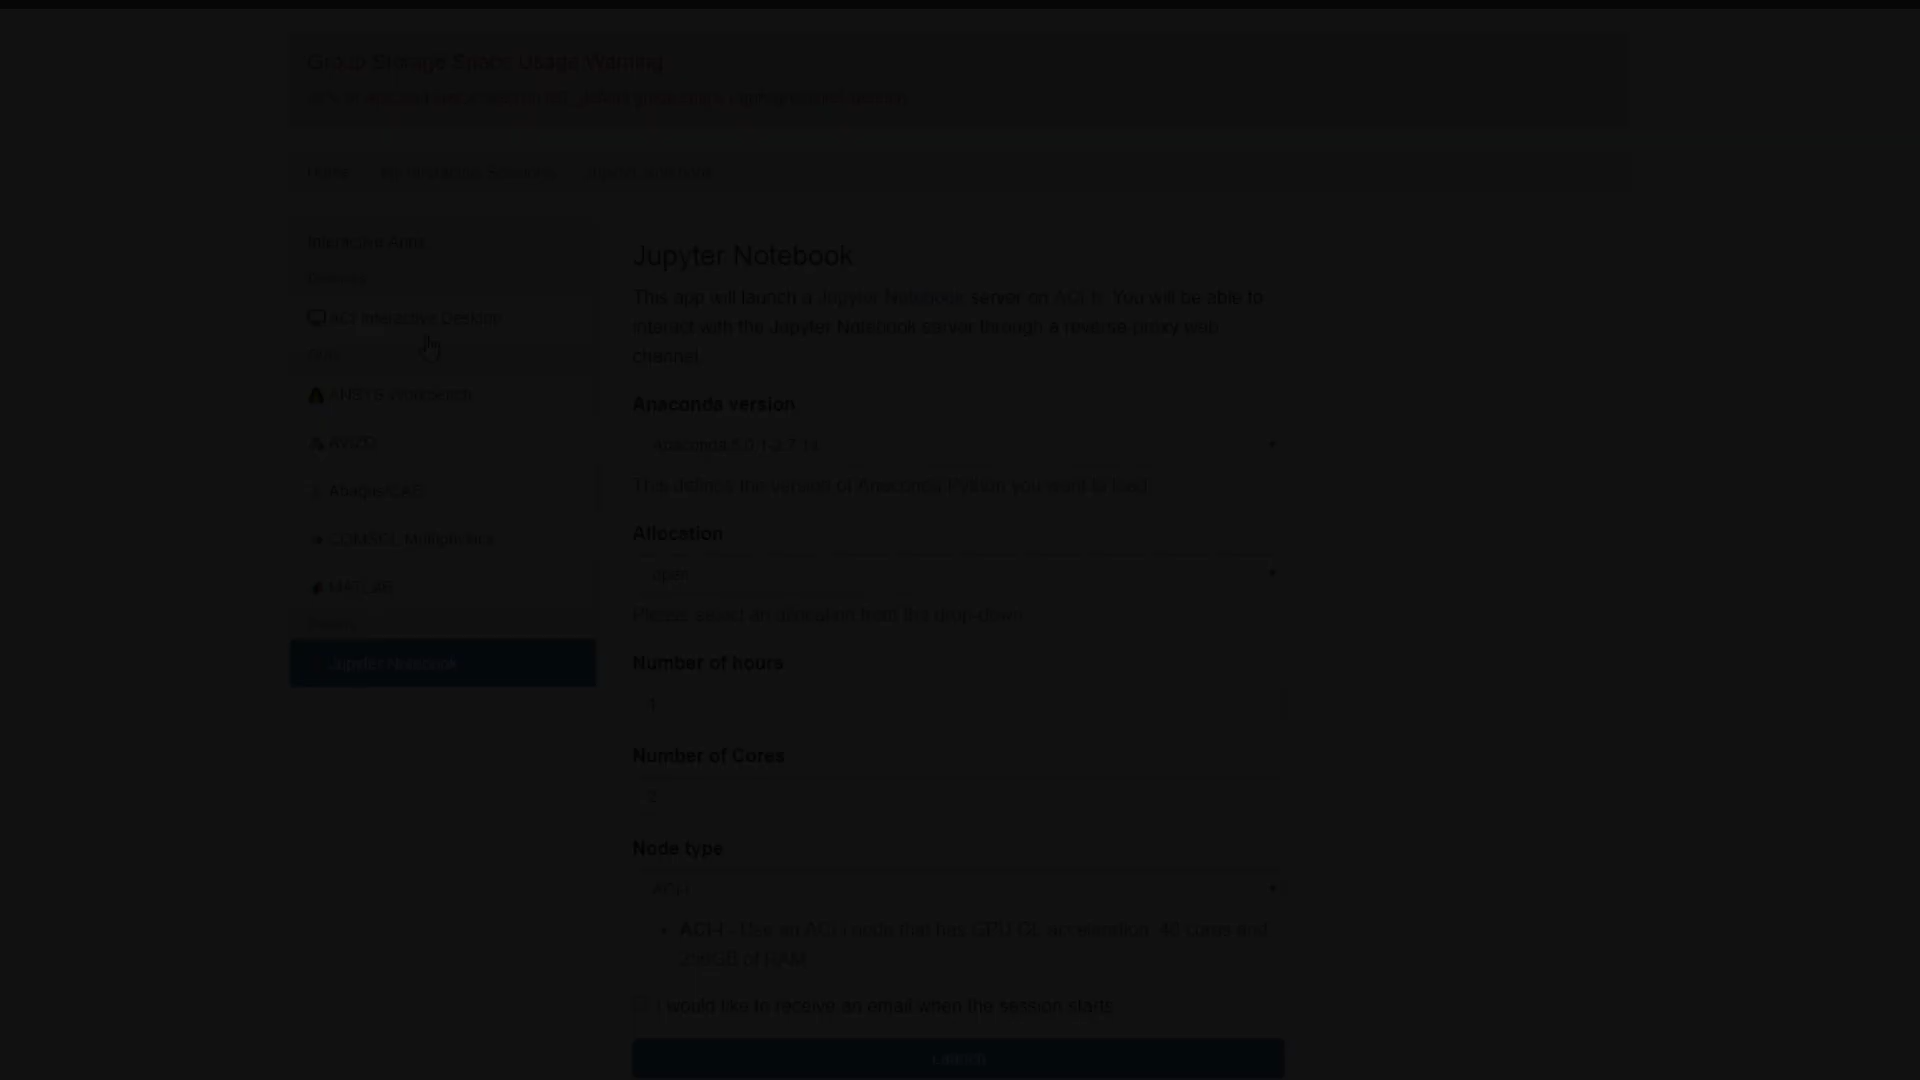 Group Storage Space Usage Warning
Home My Interactive Sessions Jupyter Notebook
Interactive Apps
Desktops
ACI Interactive Desktop
ANSYS Workbench
Avizo
Abaqus/CAE
COMSOL Multiphysics
MATLAB
Jupyter Notebook
Jupyter Notebook
This app will launch a Jupyter Notebook server on ACI-b. You will be able to
interact with the Jupyter Notebook server through a reverse proxy web
channel.
Anaconda version
This defines the version of Anaconda Python you want to load.
Allocation
open
Please select an allocation from the drop-down.
Number of hours
1
Number of Cores
2
Node type
ACI-i
ACI-i - Use an ACI-i node that has GPU GL acceleration, 40 cores and
256GB of RAM.
I would like to receive an email when the session starts
Launch